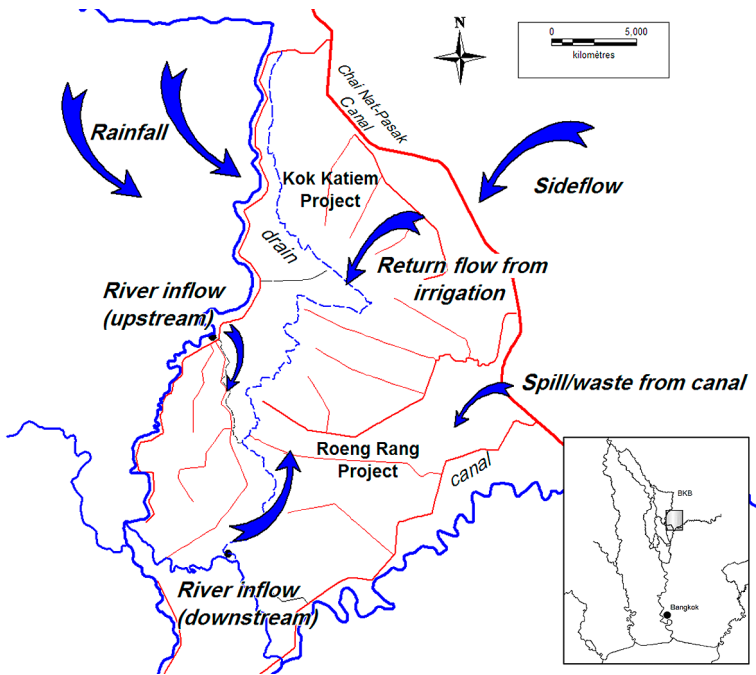 N
0 5,000
kilomètres
Chai Nat-Pasak
Canal
Rainfall
Kok Katiem
Project
Sideflow
drain
Return flow from
irrigation
River inflow
(upstream)
Spill/waste from canal
Roeng Rang
Project
canal
BKB
River inflow
(downstream)
Bangkok